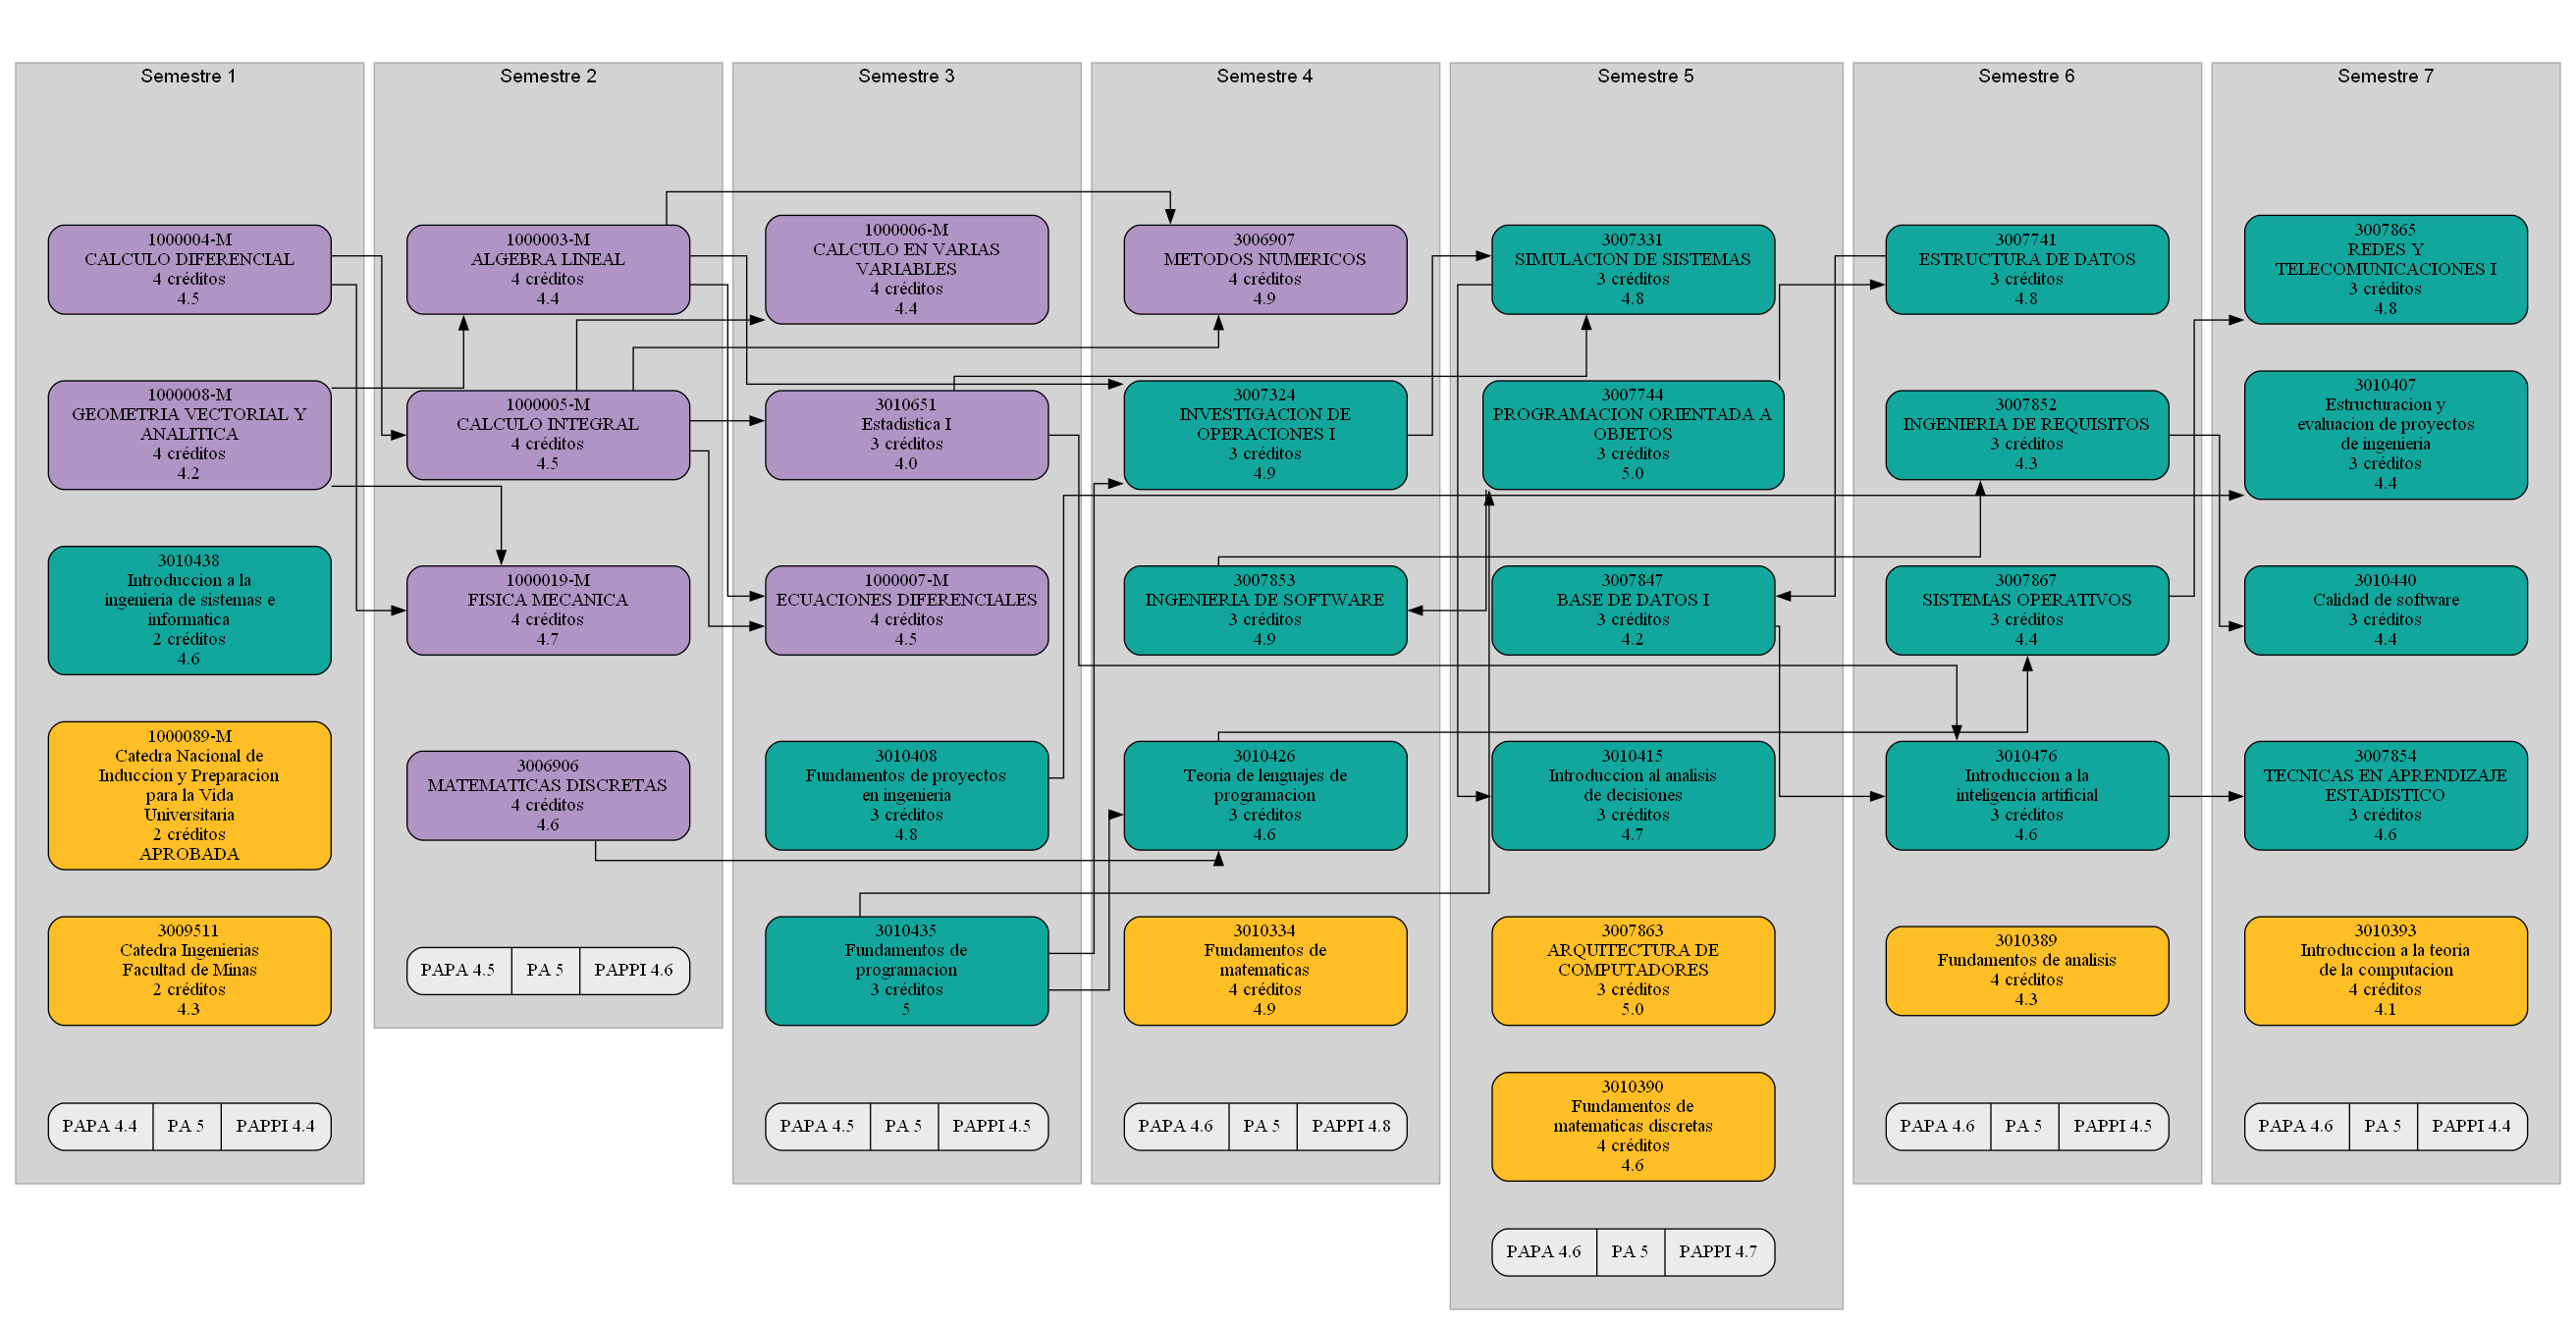 Semestre 1
1000004-M
CALCULO DIFERENCIAL
4 créditos
4.5
1000008-M
GEOMETRIA VECTORIAL Y
ANALITICA
4 créditos
4.2
3010438
Introduccion a la
ingenieria de sistemas e
informatica
2 créditos
4.6
1000089-M
Catedra Nacional de
Induccion y Preparacion
para la Vida
Universitaria
2 créditos
APROBADA
3009511
Catedra Ingenierias
Facultad de Minas
2 créditos
4.3
PAPA 4.4 PA 5 PAPPI 4.4
Semestre 2
1000003-M
ALGEBRA LINEAL
4 créditos
4.4
1000005-M
CALCULO INTEGRAL
4 créditos
4.5
1000019-M
FISICA MECANICA
4 créditos
4.7
3006906
MATEMATICAS DISCRETAS
4 créditos
4.6
PAPA 4.5 PA 5 PAPPI 4.6
Semestre 3
1000006-M
CALCULO EN VARIAS
VARIABLES
4 créditos
4.4
3010651
Estadistica I
3 créditos
4.0
1000007-M
ECUACIONES DIFERENCIALES
4 créditos
4.5
3010408
Fundamentos de proyectos
en ingenieria
3 créditos
4.8
3010435
Fundamentos de
programacion
3 créditos
5
PAPA 4.5 PA 5 PAPPI 4.5
Semestre 4
3006907
METODOS NUMERICOS
4 créditos
4.9
3007324
INVESTIGACION DE
OPERACIONES I
3 créditos
4.9
3007853
INGENIERIA DE SOFTWARE
3 créditos
4.9
3010426
Teoria de lenguajes de
programacion
3 créditos
4.6
3010334
Fundamentos de
matematicas
4 créditos
4.9
PAPA 4.6 PA 5 PAPPI 4.8
Semestre 5
3007331
SIMULACION DE SISTEMAS
3 créditos
4.8
3007744
PROGRAMACION ORIENTADA A
OBJETOS
3 créditos
5.0
3007847
BASE DE DATOS I
3 créditos
4.2
3010415
Introduccion al analisis
de decisiones
3 créditos
4.7
3007863
ARQUITECTURA DE
COMPUTADORES
3 créditos
5.0
3010390
Fundamentos de
matematicas discretas
4 créditos
4.6
PAPA 4.6 PA 5 PAPPI 4.7
Semestre 6
3007741
ESTRUCTURA DE DATOS
3 créditos
4.8
3007852
INGENIERIA DE REQUISITOS
3 créditos
4.3
3007867
SISTEMAS OPERATIVOS
3 créditos
4.4
3010476
Introduccion a la
inteligencia artificial
3 créditos
4.6
3010389
Fundamentos de analisis
4 créditos
4.3
PAPA 4.6 PA 5 PAPPI 4.5
Semestre 7
3007865
REDES Y
TELECOMUNICACIONES I
3 créditos
4.8
3010407
Estructuracion y
evaluacion de proyectos
de ingenieria
3 créditos
4.4
3010440
Calidad de software
3 créditos
4.4
3007854
TECNICAS EN APRENDIZAJE
ESTADISTICO
3 créditos
4.6
3010393
Introduccion a la teoria
de la computacion
4 créditos
4.1
PAPA 4.6 PA 5 PAPPI 4.4